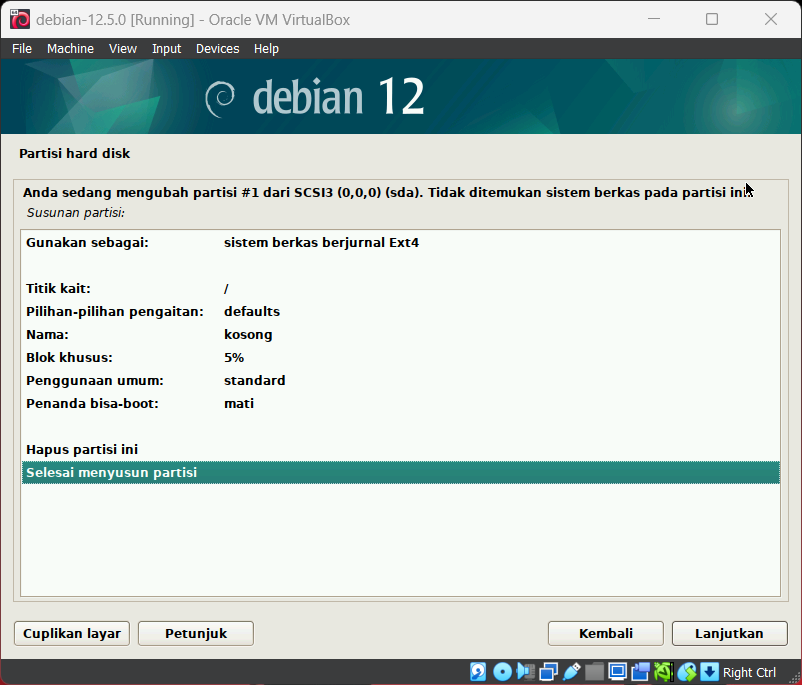 debian-12.5.0 [Running] - Oracle VM VirtualBox
File Machine View Input Devices Help
debian 12
Partisi hard disk
Anda sedang mengubah partisi #1 dari SCSI3 (0,0,0) (sda). Tidak ditemukan sistem berkas pada partisi ini.
Susunan partisi:
Gunakan sebagai: sistem berkas berjurnal Ext4
Titik kait: /
Pilihan-pilihan pengaitan: defaults
Nama: kosong
Blok khusus: 5%
Penggunaan umum: standard
Penanda bisa-boot: mati
Hapus partisi ini
Selesai menyusun partisi
Cuplikan layar Petunjuk Kembali Lanjutkan
Right Ctrl